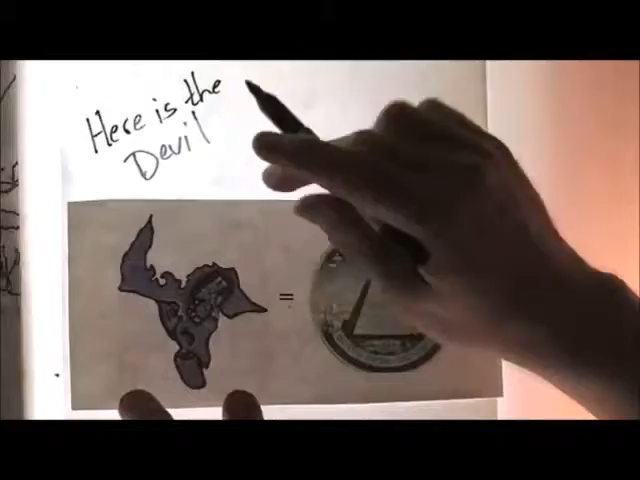 Here is the
Devil
=